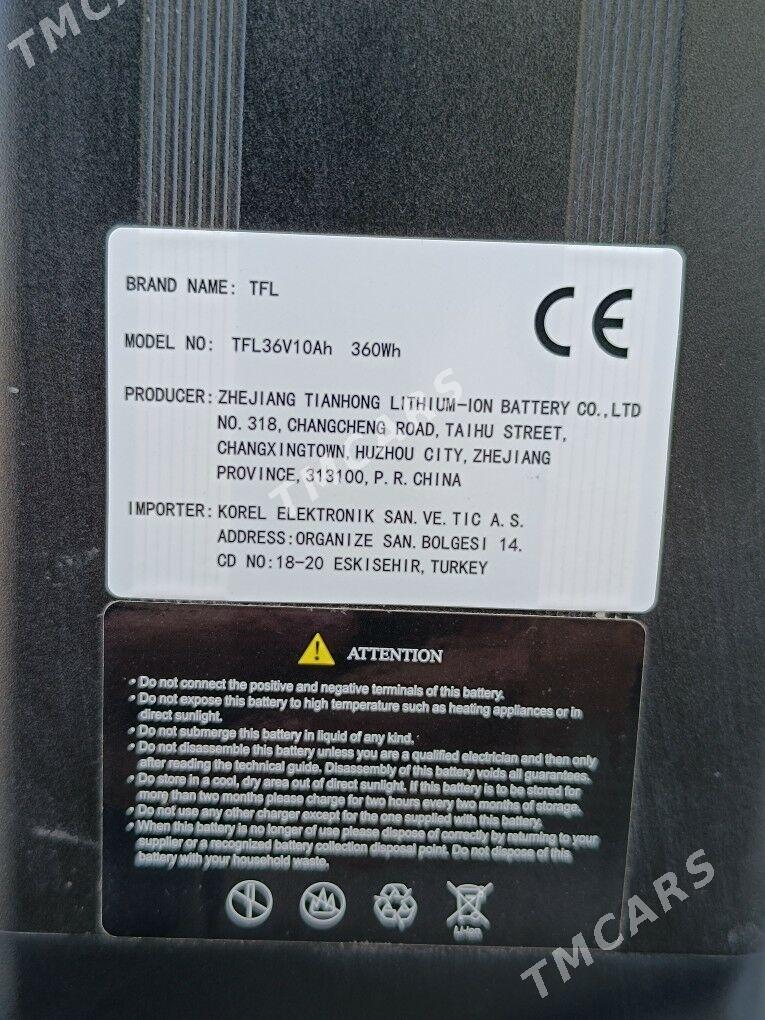 TMCARS
BRAND NAME: TFL
CE
MODEL NO: TFL36V10Ah 360Wh
PRODUCER: ZHEJIANG TIANHONG LITHIUM-ION BATTERY CO.,LTD
NO. 318, CHANGCHENG ROAD, TAIHU STREET,
CHANGXINGTOWN, HUZHOU CITY, ZHEJIANG
PROVINCE, 313100, P. R. CHINA
TMCARS
IMPORTER: KOREL ELEKTRONIK SAN. VE. TIC A. S.
ADDRESS: ORGANIZE SAN. BOLGESI 14.
CD NO:18-20 ESKISEHIR, TURKEY
ATTENTION
• Do not connect the positive and negative terminals of this battery.
• Do not expose this battery to high temperature such as heating appliances or in
direct sunlight.
• Do not submerge this battery in liquid of any kind.
• Do not disassemble this battery unless you are a qualified electrician and then only
after reading the technical guide. Disassembly of this battery voids all guarantees.
• Do store in a cool, dry area out of direct sunlight. If this battery is to be stored for
more than two months please charge for two hours every two months of storage.
• Do not use any other charger except for the one supplied with this battery.
• When this battery is no longer of use please dispose of correctly by returning to your
supplier or a recognized battery collection disposal point. Do not dispose of this
battery with your household waste.
Li-ion
TMCARS